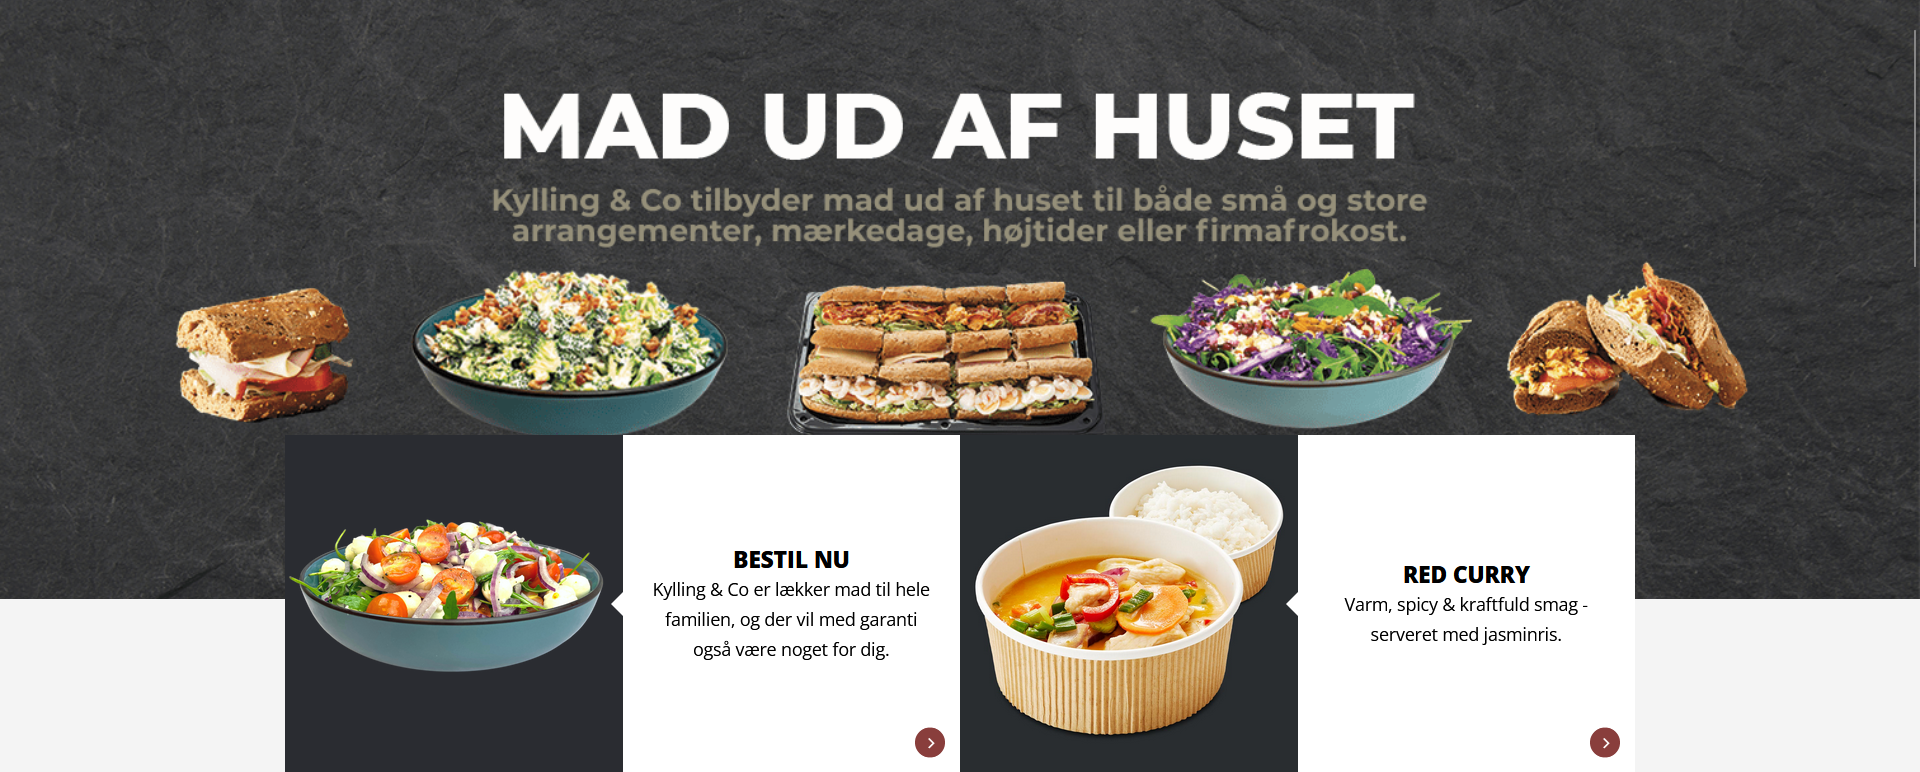 MAD UD AF HUSET
Kylling & Co tilbyder mad ud af huset til både små og store
arrangementer, mærkedage, højtider eller firmafrokost.
BESTIL NU
Kylling & Co er lækker mad til hele
familien, og der vil med garanti
også være noget for dig.
RED CURRY
Varm, spicy & kraftfuld smag -
serveret med jasminris.